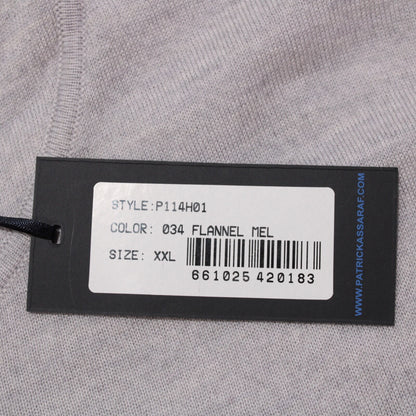 STYLE:P114H01
COLOR: 034 FLANNEL MEL
SIZE: XXL
661025 420183
WWW.PATRICKASSARAF.COM